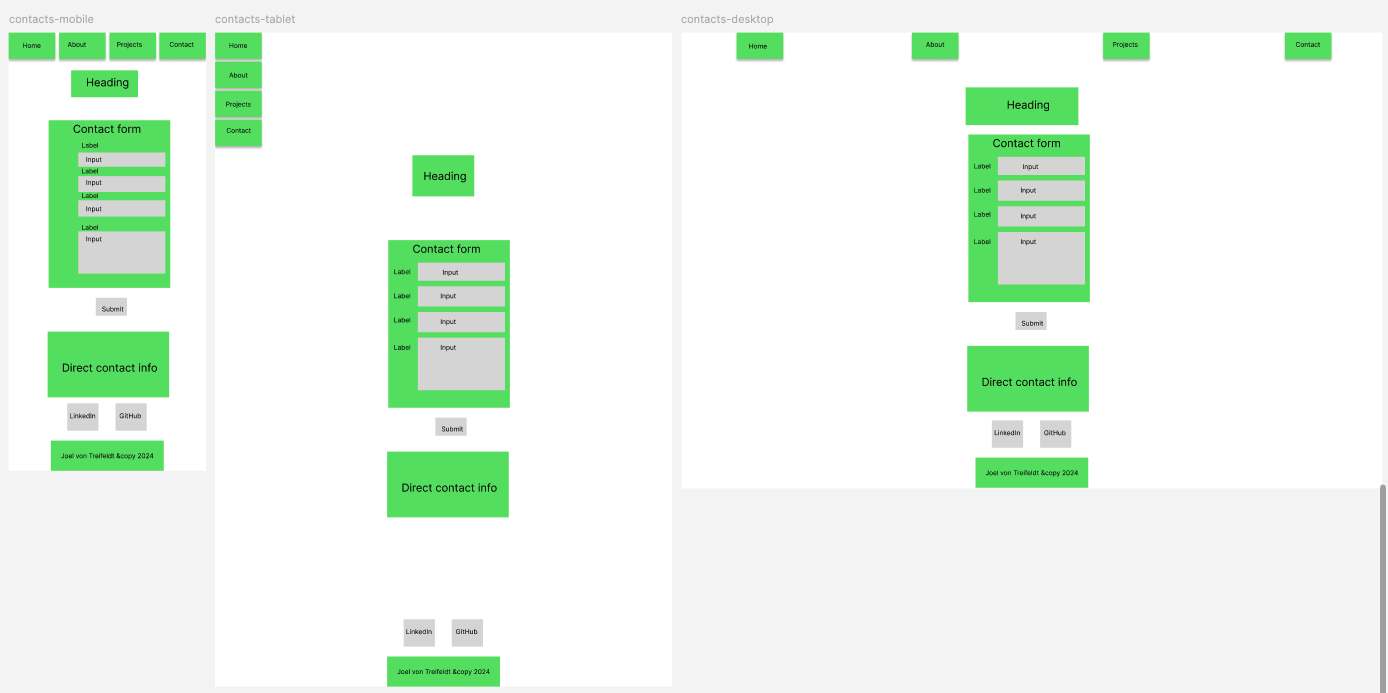 contacts-mobile
Home
About
Projects
Contact
Heading
Contact form
Label
Input
Label
Input
Label
Input
Label
Input
Submit
Direct contact info
LinkedIn
GitHub
Joel von Treifeldt &copy 2024
contacts-tablet
Home
About
Projects
Contact
Heading
Contact form
Label
Input
Label
Input
Label
Input
Label
Input
Submit
Direct contact info
LinkedIn
GitHub
Joel von Treifeldt &copy 2024
contacts-desktop
Home
About
Projects
Contact
Heading
Contact form
Label
Input
Label
Input
Label
Input
Label
Input
Submit
Direct contact info
LinkedIn
GitHub
Joel von Treifeldt &copy 2024